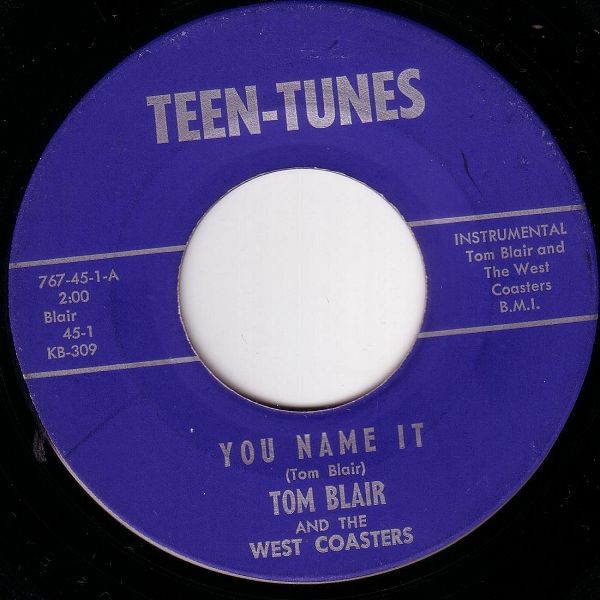 TEEN-TUNES
767-45-1-A
2:00
Blair
45-1
KB-309
INSTRUMENTAL
Tom Blair and
The West
Coasters
B.M.I.
YOU NAME IT
(Tom Blair)
TOM BLAIR
AND THE
WEST COASTERS